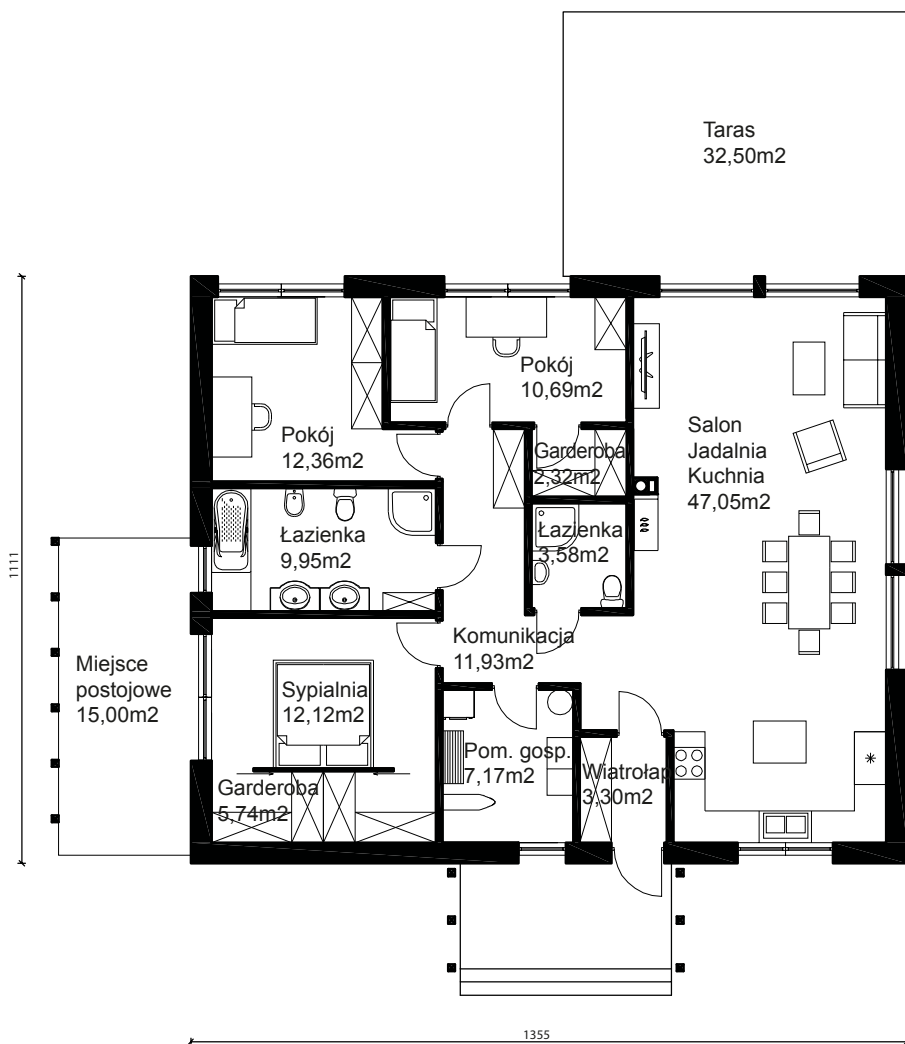 Taras
32,50m2
Pokój
10,69m2
Pokój
12,36m2
Garderoba
2,32m2
Salon
Jadalnia
Kuchnia
47,05m2
Łazienka
9,95m2
Łazienka
3,58m2
1111
Komunikacja
11,93m2
Miejsce
postojowe
15,00m2
Sypialnia
12,12m2
Pom. gosp.
7,17m2
Wiatrołap
3,30m2
Garderoba
5,74m2
1355